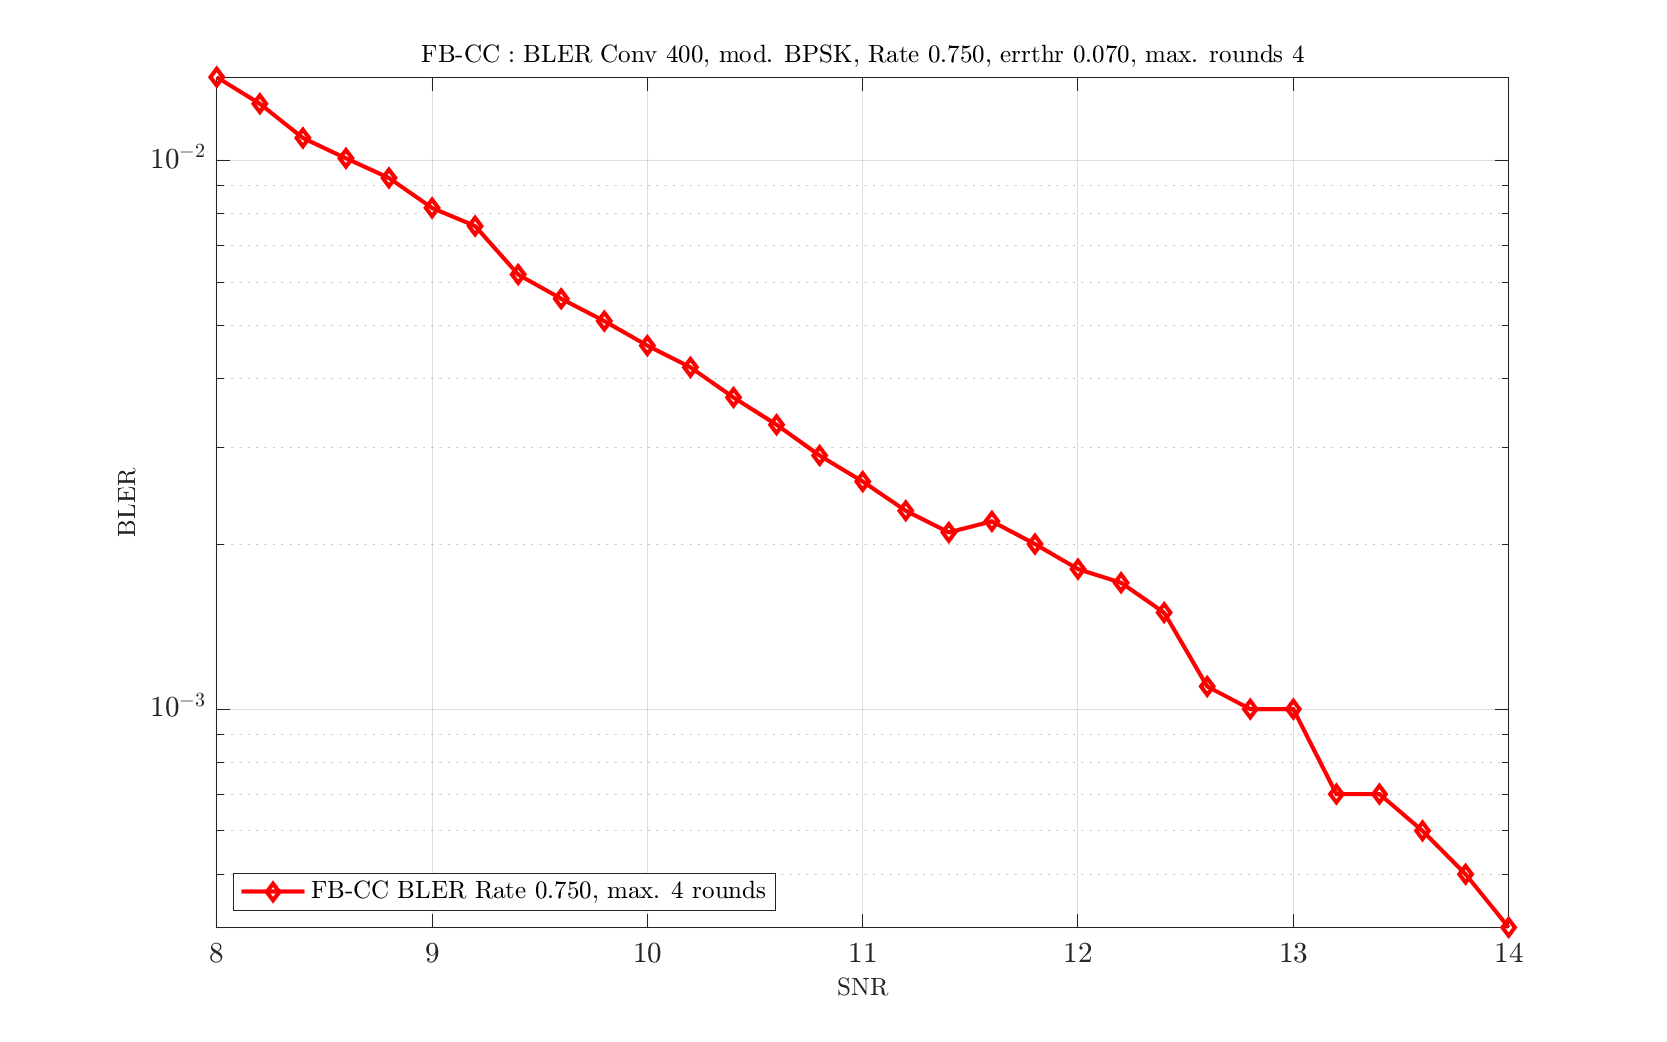 FB-CC : BLER Conv 400, mod. BPSK, Rate 0.750, errthr 0.070, max. rounds 4
10⁻²
10⁻³
BLER
FB-CC BLER Rate 0.750, max. 4 rounds
8 9 10 11 12 13 14
SNR